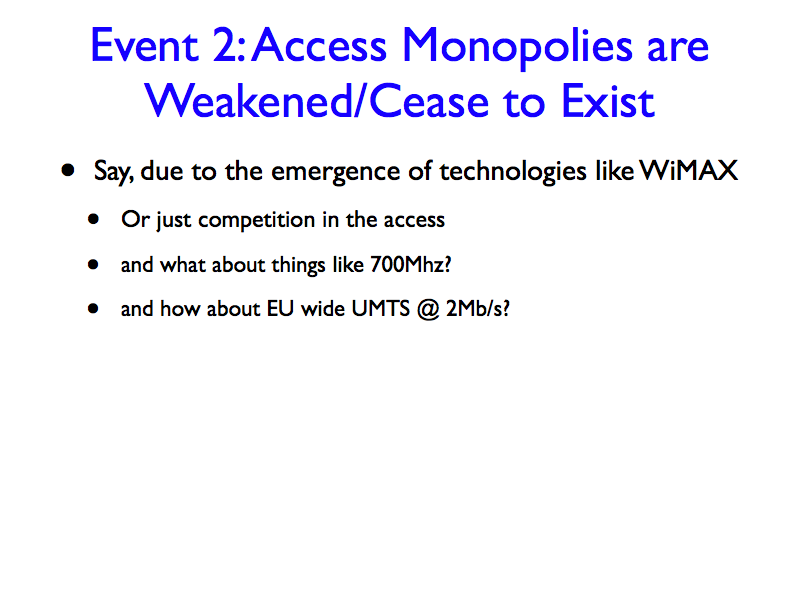 Event 2: Access Monopolies are
Weakened/Cease to Exist
• Say, due to the emergence of technologies like WiMAX
• Or just competition in the access
• and what about things like 700Mhz?
• and how about EU wide UMTS @ 2Mb/s?